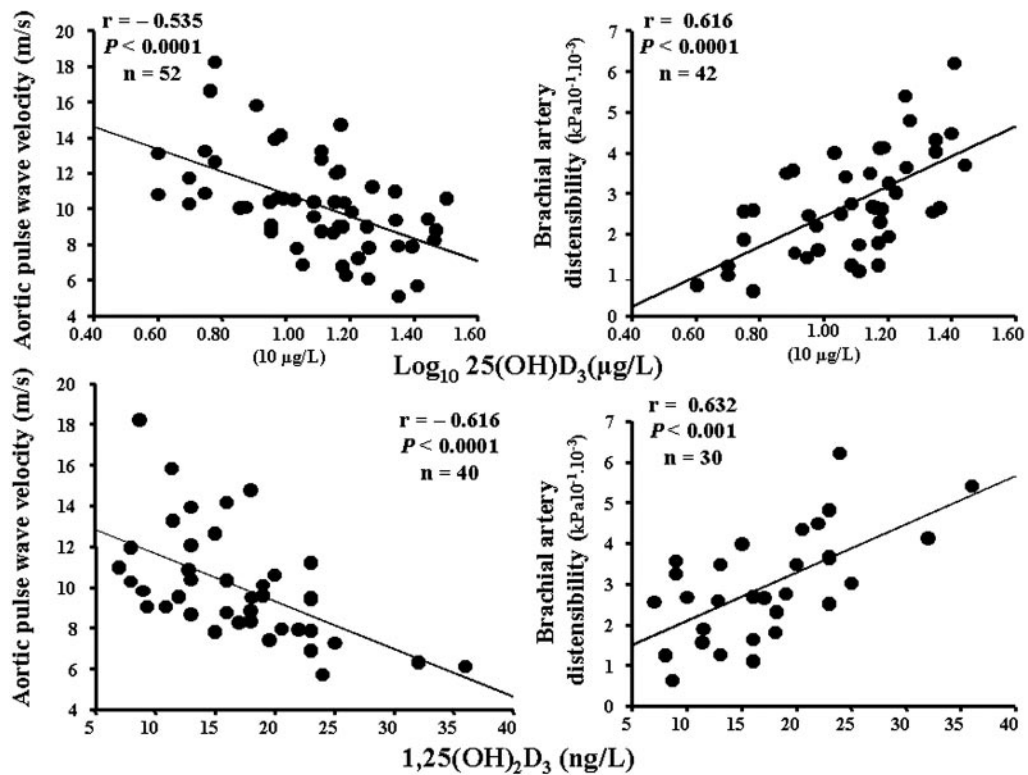 Aortic pulse wave velocity (m/s)
20
18
16
14
12
10
8
6
4
r = – 0.535
P < 0.0001
n = 52
0.40 0.60 0.80 1.00 1.20 1.40 1.60
(10 µg/L)
Brachial artery
distensibility (kPa10-1.10-3)
7
6
5
4
3
2
1
0
r = 0.616
P < 0.0001
n = 42
0.40 0.60 0.80 1.00 1.20 1.40 1.60
(10 µg/L)
Log10 25(OH)D3(µg/L)
Aortic pulse wave velocity (m/s)
20
18
16
14
12
10
8
6
4
r = – 0.616
P < 0.0001
n = 40
5 10 15 20 25 30 35 40
Brachial artery
distensibility (kPa10-1.10-3)
7
6
5
4
3
2
1
0
r = 0.632
P < 0.001
n = 30
5 10 15 20 25 30 35 40
1,25(OH)2D3 (ng/L)